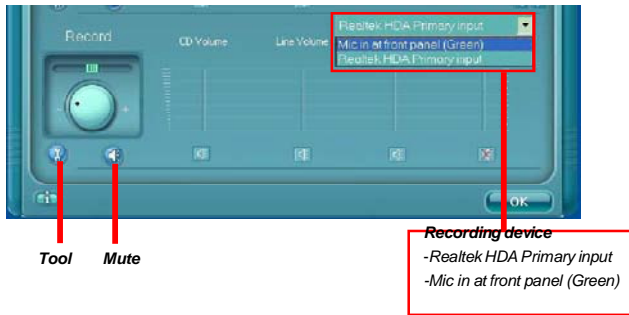 Realtek HDA Primary input
Record
CD Volume
Line Volume
Mic in at front panel (Green)
Realtek HDA Primary input
OK
Tool
Mute
Recording device
-Realtek HDA Primary input
-Mic in at front panel (Green)